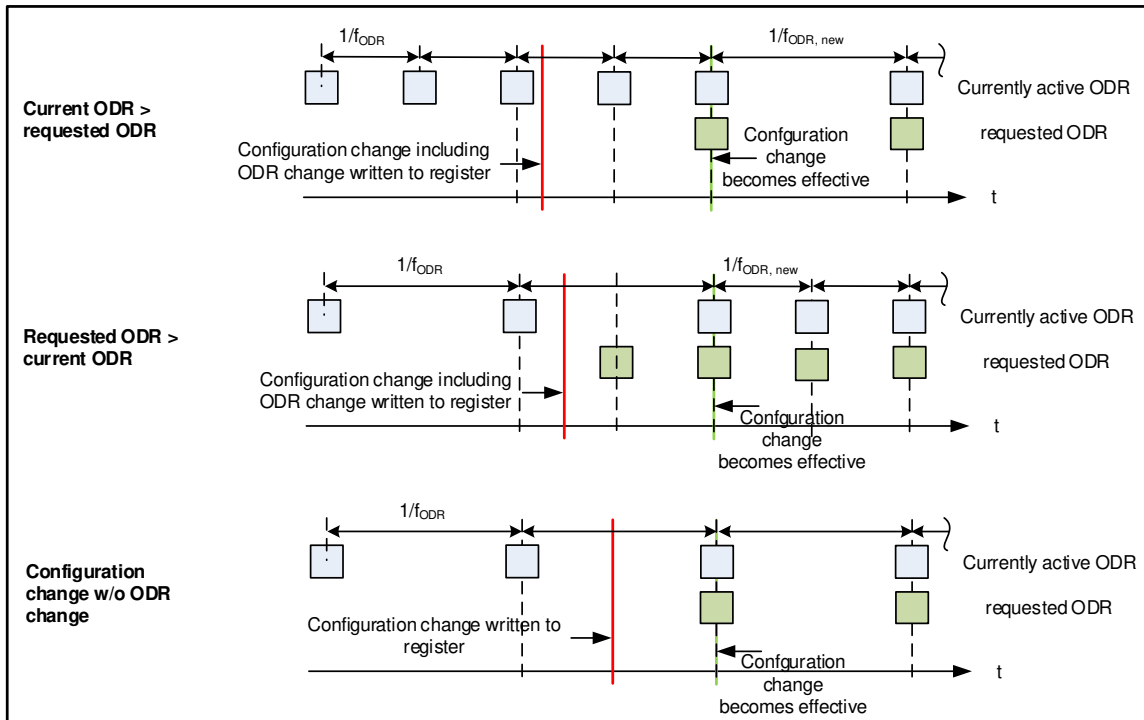 1/fODR
1/fODR, new
Current ODR >
requested ODR
Currently active ODR
requested ODR
Configuration change including
ODR change written to register
Confguration
change
becomes effective
t
1/fODR
1/fODR, new
Requested ODR >
current ODR
Currently active ODR
requested ODR
Configuration change including
ODR change written to register
Confguration
change
becomes effective
t
1/fODR
Configuration
change w/o ODR
change
Currently active ODR
requested ODR
Configuration change written to
register
Confguration
change
becomes effective
t